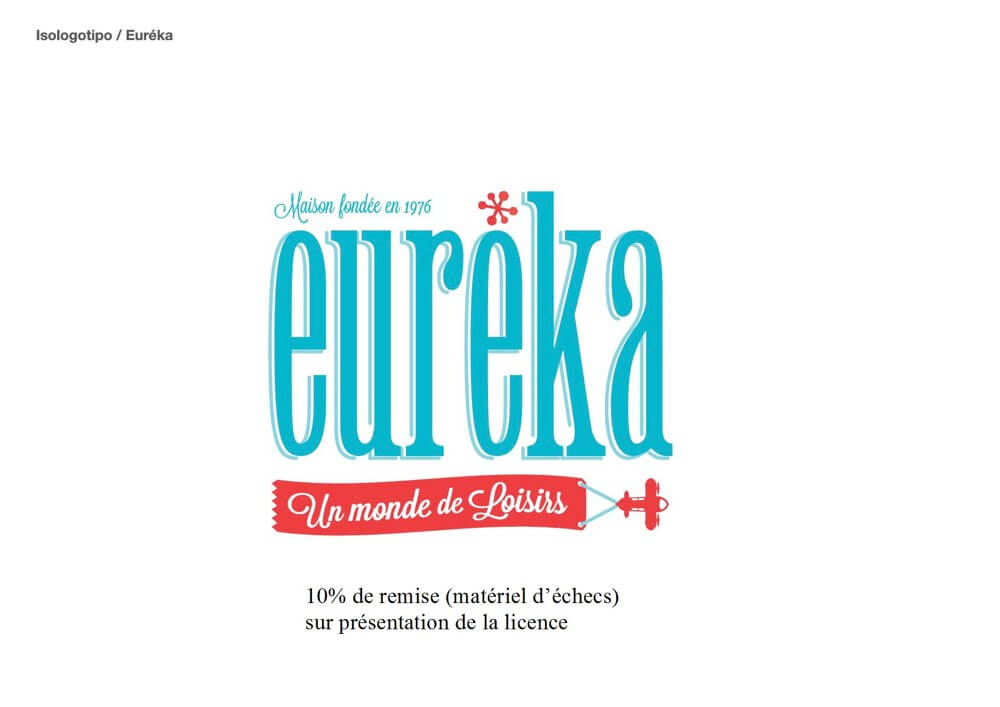 Isologotipo / Euréka
Maison fondée en 1976
euréka
Un monde de Loisirs
10% de remise (matériel d’échecs)
sur présentation de la licence